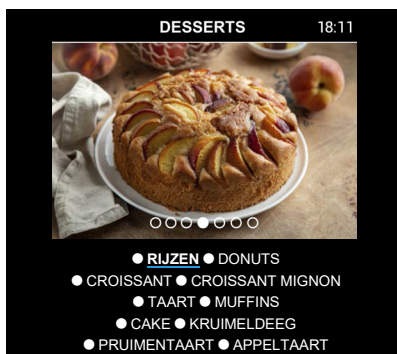 DESSERTS 18:11
● RIJZEN ● DONUTS
● CROISSANT ● CROISSANT MIGNON
● TAART ● MUFFINS
● CAKE ● KRUIMELDEEG
● PRUIMENTAART ● APPELTAART